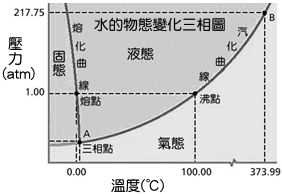 水的物態變化三相圖
壓力
(atm)
217.75
1.00
固態
熔化曲線
液態
汽化曲線
B
熔點
沸點
A
三相點
氣態
0.00
100.00
373.99
溫度(℃)